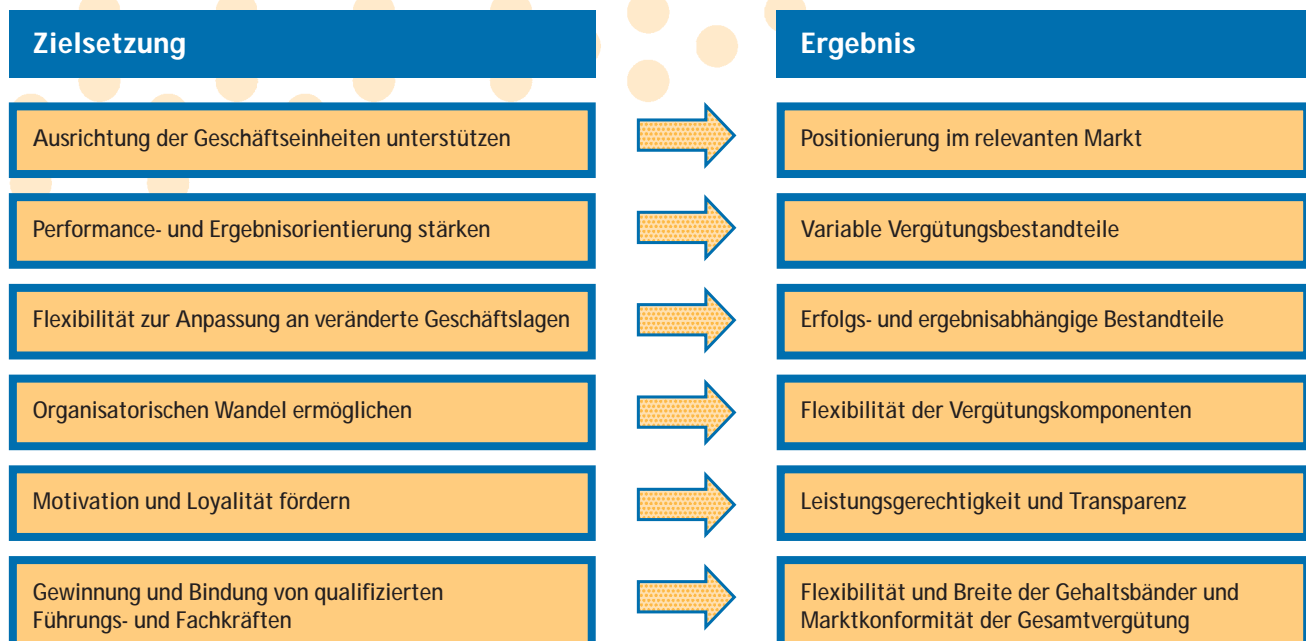 Zielsetzung
Ergebnis
Ausrichtung der Geschäftseinheiten unterstützen
Positionierung im relevanten Markt
Performance- und Ergebnisorientierung stärken
Variable Vergütungsbestandteile
Flexibilität zur Anpassung an veränderte Geschäftslagen
Erfolgs- und ergebnisabhängige Bestandteile
Organisatorischen Wandel ermöglichen
Flexibilität der Vergütungskomponenten
Motivation und Loyalität fördern
Leistungsgerechtigkeit und Transparenz
Gewinnung und Bindung von qualifizierten
Führungs- und Fachkräften
Flexibilität und Breite der Gehaltsbänder und
Marktkonformität der Gesamtvergütung